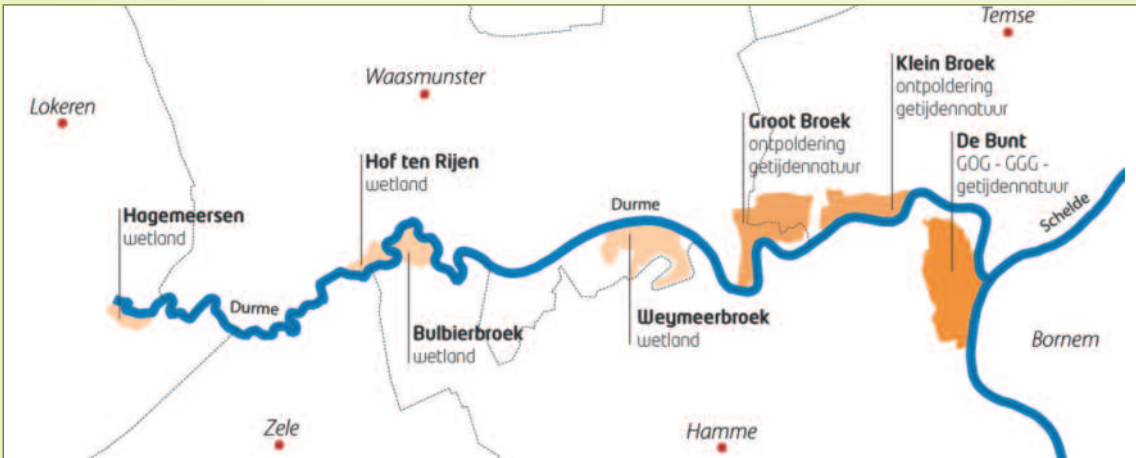 Temse
Waasmunster
Lokeren
Klein Broek
ontpoldering
getijdennatuur
Groot Broek
ontpoldering
getijdennatuur
De Bunt
GOG - GGG -
getijdennatuur
Hof ten Rijen
wetland
Hagemeersen
wetland
Durme
Schelde
Durme
Bulbierbroek
wetland
Weymeerbroek
wetland
Bornem
Zele
Hamme